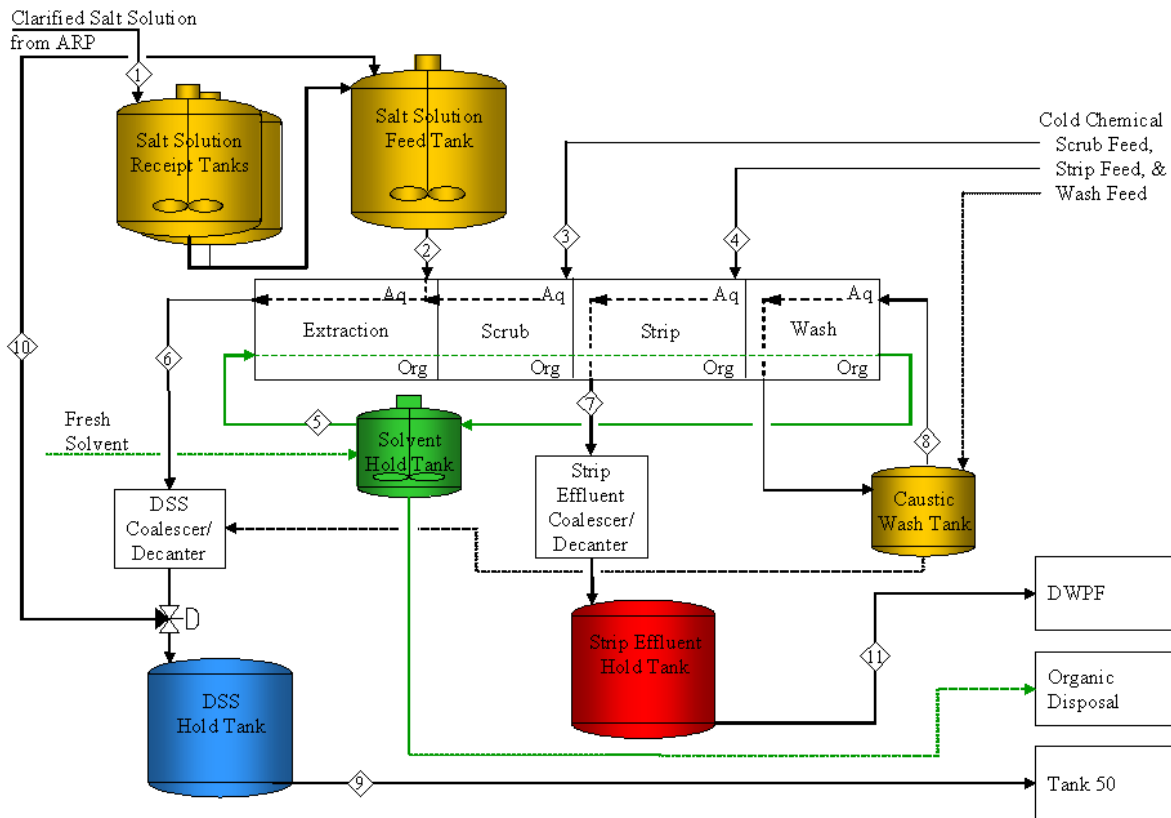 Clarified Salt Solution
from ARP
1
Salt Solution
Receipt Tanks
Salt Solution
Feed Tank
Cold Chemical
Scrub Feed,
Strip Feed, &
Wash Feed
2
3
4
Aq
Aq
Aq
Aq
Extraction
Scrub
Strip
Wash
Org
Org
Org
Org
10
6
5
7
8
Fresh
Solvent
Solvent
Hold Tank
DSS
Coalescer/
Decanter
Strip
Effluent
Coalescer/
Decanter
Caustic
Wash Tank
D
DSS
Hold Tank
Strip Effluent
Hold Tank
11
DWPF
Organic
Disposal
9
Tank 50